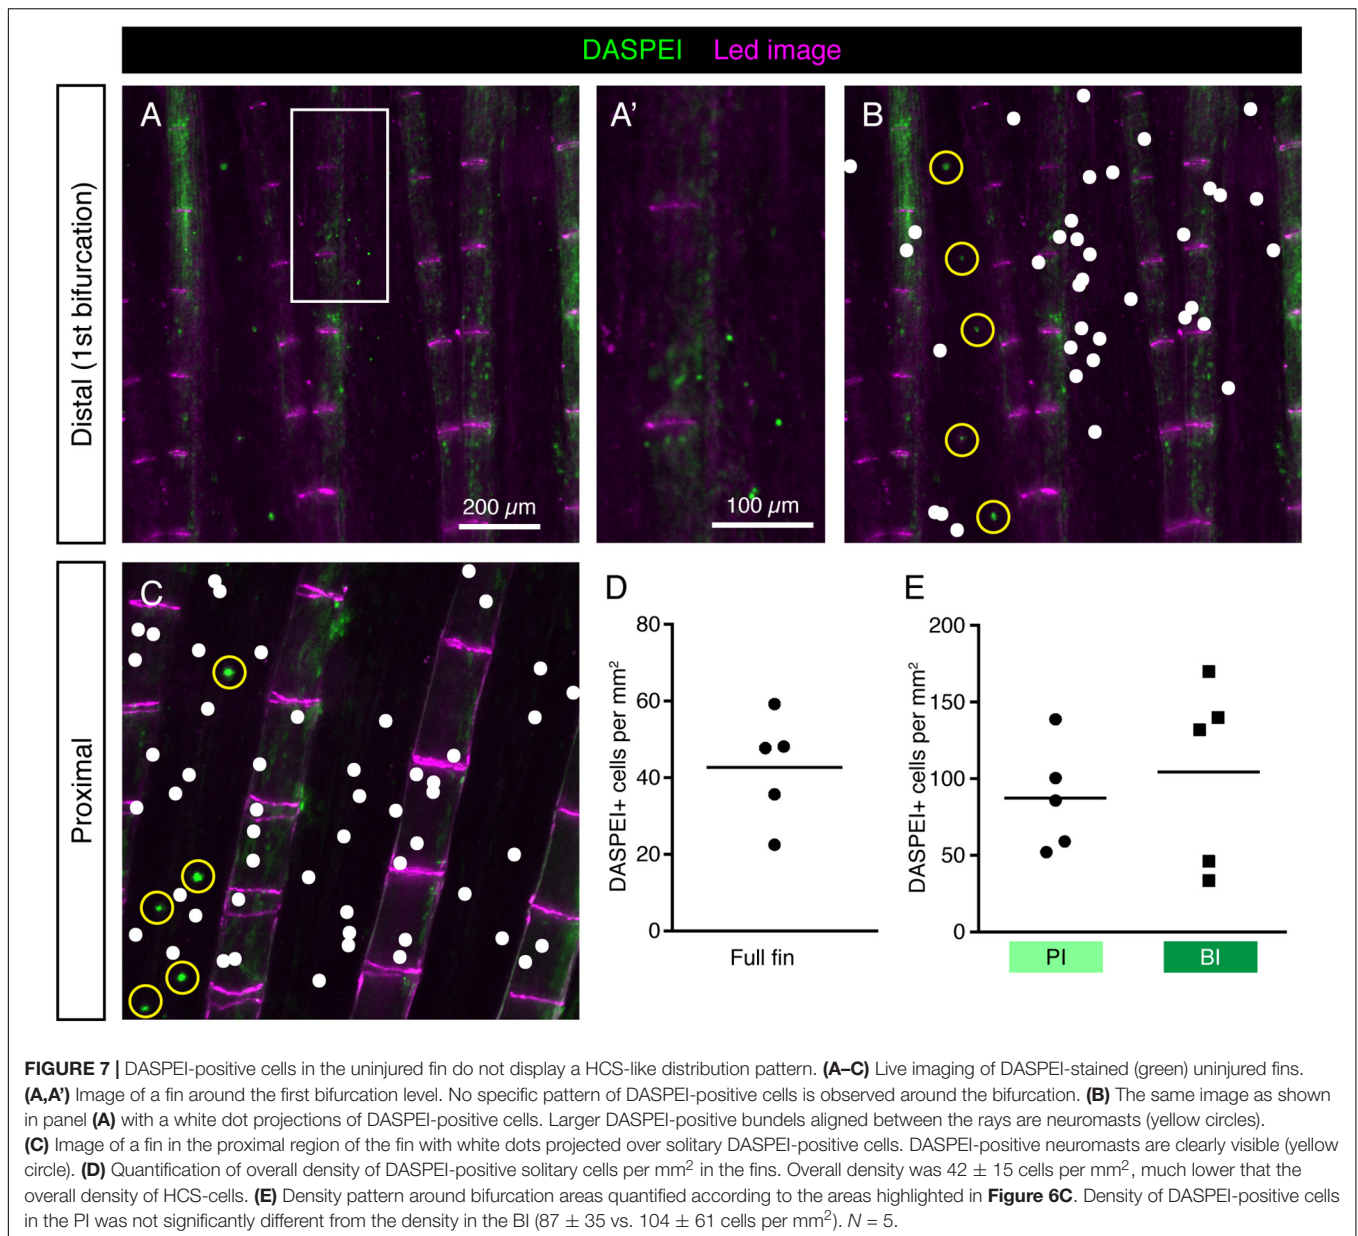 DASPEI Led image
Distal (1st bifurcation)
A
200 µm
A'
100 µm
B
Proximal
C
D
DASPEI+ cells per mm²
80
60
40
20
0
Full fin
E
DASPEI+ cells per mm²
200
150
100
50
0
PI
BI
FIGURE 7 | DASPEI-positive cells in the uninjured fin do not display a HCS-like distribution pattern. (A–C) Live imaging of DASPEI-stained (green) uninjured fins.
(A,A') Image of a fin around the first bifurcation level. No specific pattern of DASPEI-positive cells is observed around the bifurcation. (B) The same image as shown
in panel (A) with a white dot projections of DASPEI-positive cells. Larger DASPEI-positive bundels aligned between the rays are neuromasts (yellow circles).
(C) Image of a fin in the proximal region of the fin with white dots projected over solitary DASPEI-positive cells. DASPEI-positive neuromasts are clearly visible (yellow
circle). (D) Quantification of overall density of DASPEI-positive solitary cells per mm² in the fins. Overall density was 42 ± 15 cells per mm², much lower that the
overall density of HCS-cells. (E) Density pattern around bifurcation areas quantified according to the areas highlighted in Figure 6C. Density of DASPEI-positive cells
in the PI was not significantly different from the density in the BI (87 ± 35 vs. 104 ± 61 cells per mm²). N = 5.